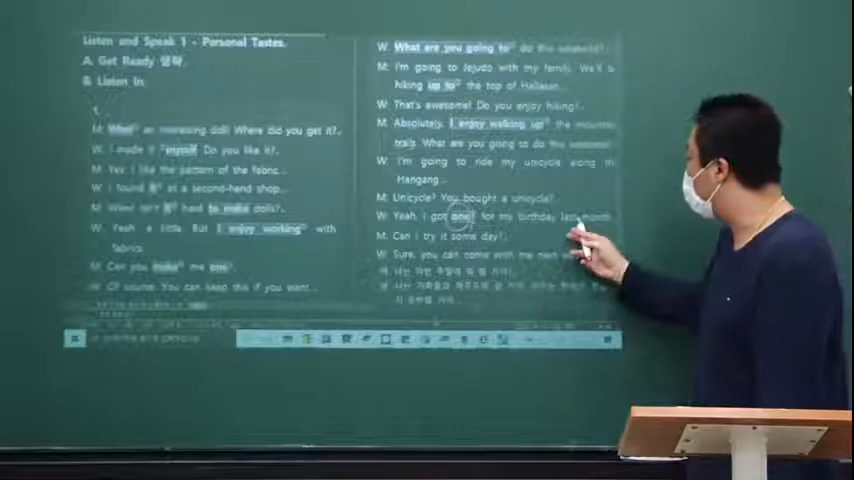 Listen and Speak 1 - Personal Tastes.
A. Get Ready 생략.
B. Listen In.
1.
M: What an interesting doll! Where did you get it?.
W: I made it myself. Do you like it?.
M: Yes. I like the pattern of the fabric.
W: I found it at a second-hand shop.
M: Wow! Isn't it hard to make dolls?.
W: Yeah a little. But I enjoy working with
fabrics.
M: Can you make me one?
W: Of course. You can keep this if you want.
W: What are you going to do this weekend?.
M: I'm going to Jejudo with my family. We'll
hiking up to the top of Hallasan.
W: That's awesome! Do you enjoy hiking?.
M: Absolutely. I enjoy walking up the mountain
trails. What are you going to do this weekend
W: I'm going to ride my unicycle along th
Hangang.
M: Unicycle? You bought a unicycle?.
W: Yeah, I got one for my birthday last month.
M: Can I try it some day?.
W: Sure, you can come with me next